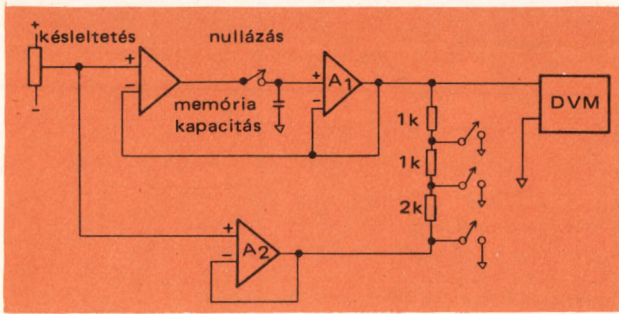 +
késleltetés
nullázás
+
−
+
−
A1
memória
kapacitás
−
DVM
1k
1k
2k
+
−
A2